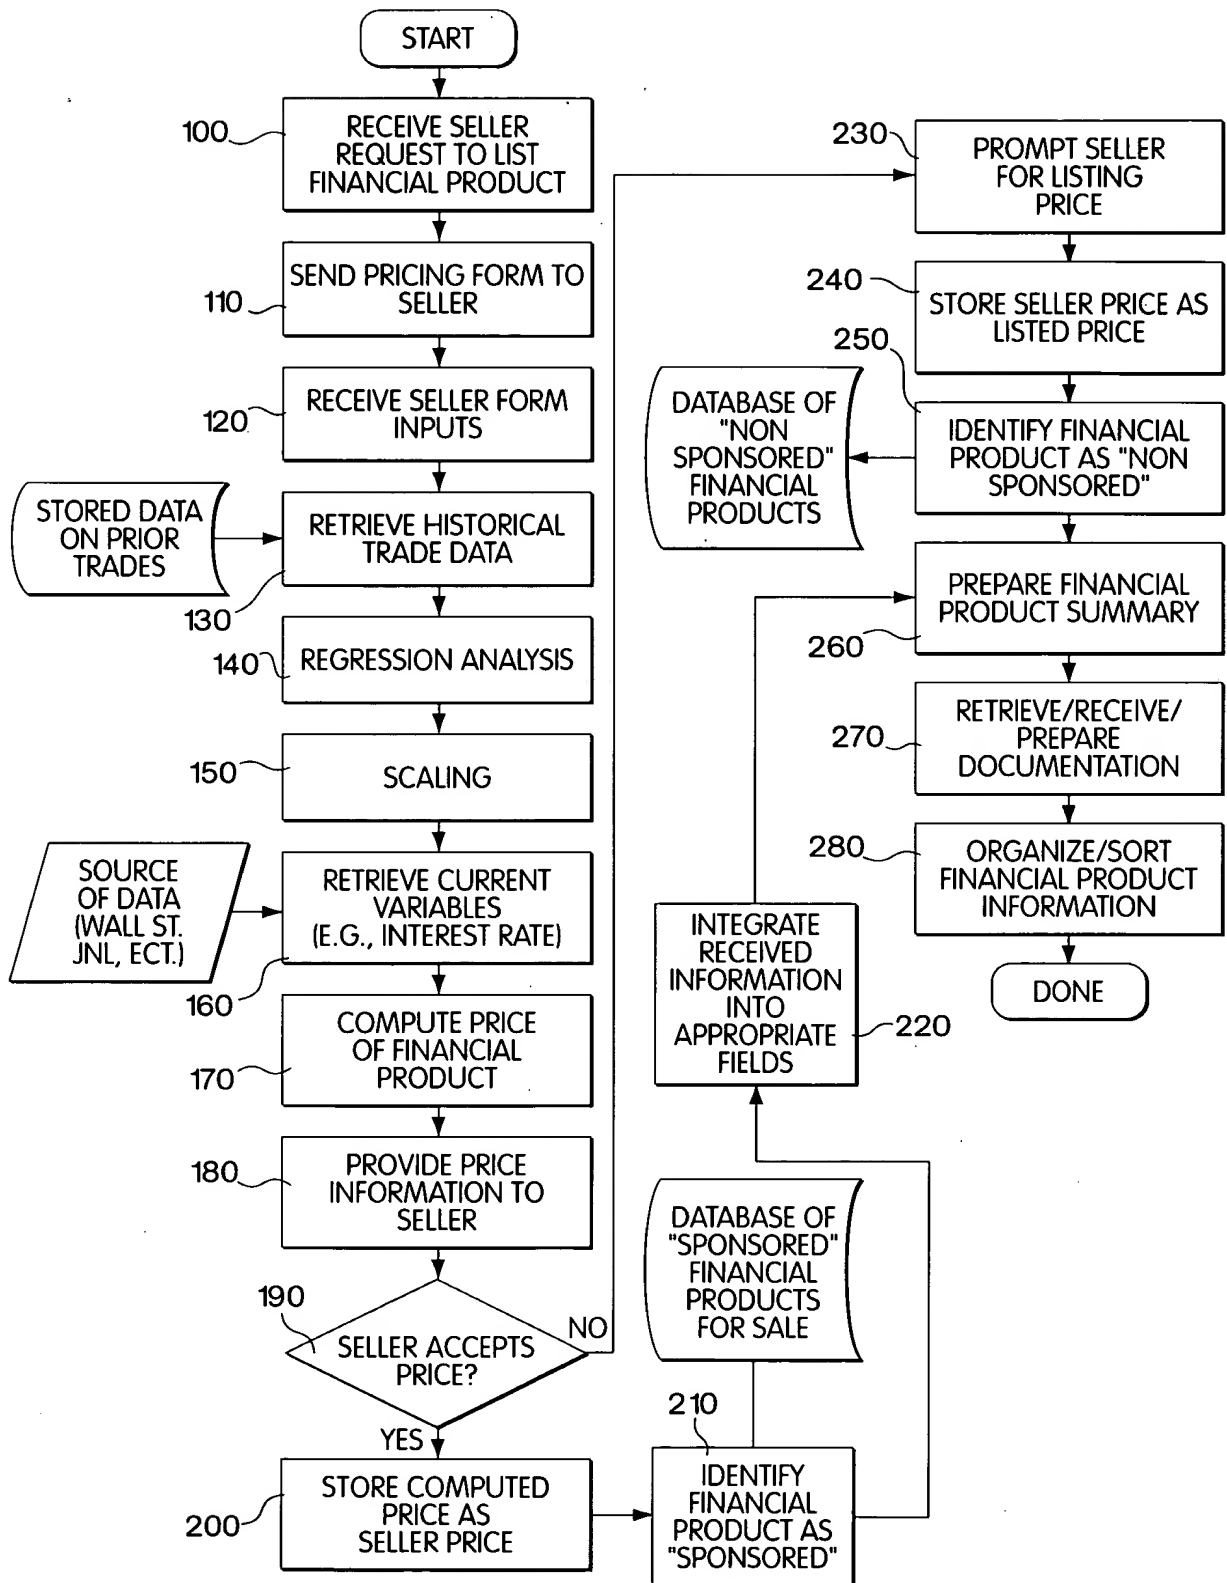 START
100
RECEIVE SELLER
REQUEST TO LIST
FINANCIAL PRODUCT
110
SEND PRICING FORM TO
SELLER
120
RECEIVE SELLER FORM
INPUTS
STORED DATA
ON PRIOR
TRADES
RETRIEVE HISTORICAL
TRADE DATA
130
140
REGRESSION ANALYSIS
150
SCALING
SOURCE
OF DATA
(WALL ST.
JNL, ECT.)
RETRIEVE CURRENT
VARIABLES
(E.G., INTEREST RATE)
160
COMPUTE PRICE
OF FINANCIAL
PRODUCT
170
180
PROVIDE PRICE
INFORMATION TO
SELLER
190
SELLER ACCEPTS
PRICE?
NO
YES
STORE COMPUTED
PRICE AS
SELLER PRICE
200
210
IDENTIFY
FINANCIAL
PRODUCT AS
"SPONSORED"
DATABASE OF
"SPONSORED"
FINANCIAL
PRODUCTS
FOR SALE
INTEGRATE
RECEIVED
INFORMATION
INTO
APPROPRIATE
FIELDS
220
230
PROMPT SELLER
FOR LISTING
PRICE
240
STORE SELLER PRICE AS
LISTED PRICE
250
IDENTIFY FINANCIAL
PRODUCT AS "NON
SPONSORED"
DATABASE OF
"NON
SPONSORED"
FINANCIAL
PRODUCTS
PREPARE FINANCIAL
PRODUCT SUMMARY
260
270
RETRIEVE/RECEIVE/
PREPARE
DOCUMENTATION
280
ORGANIZE/SORT
FINANCIAL PRODUCT
INFORMATION
DONE